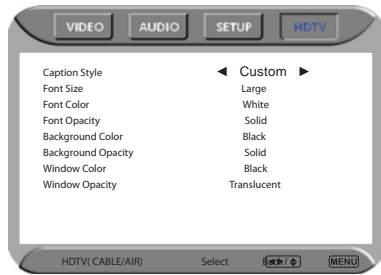 VIDEO AUDIO SETUP HDTV
Caption Style ◄ Custom ►
Font Size Large
Font Color White
Font Opacity Solid
Background Color Black
Background Opacity Solid
Window Color Black
Window Opacity Translucent
HDTV( CABLE/AIR) Select MENU